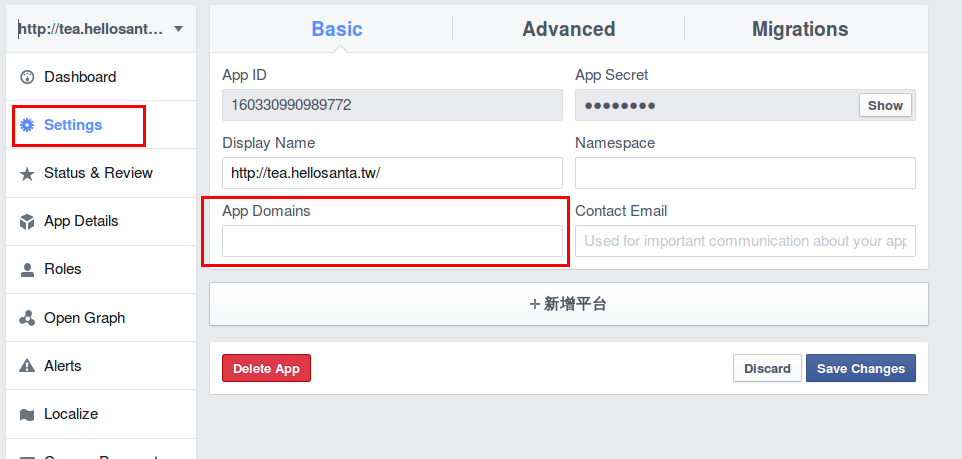 http://tea.hellosant…
Dashboard
Settings
Status & Review
App Details
Roles
Open Graph
Alerts
Localize
Basic
Advanced
Migrations
App ID
App Secret
160330990989772
●●●●●●●●
Show
Display Name
Namespace
http://tea.hellosanta.tw/
App Domains
Contact Email
Used for important communication about your app
+ 新增平台
Delete App
Discard
Save Changes